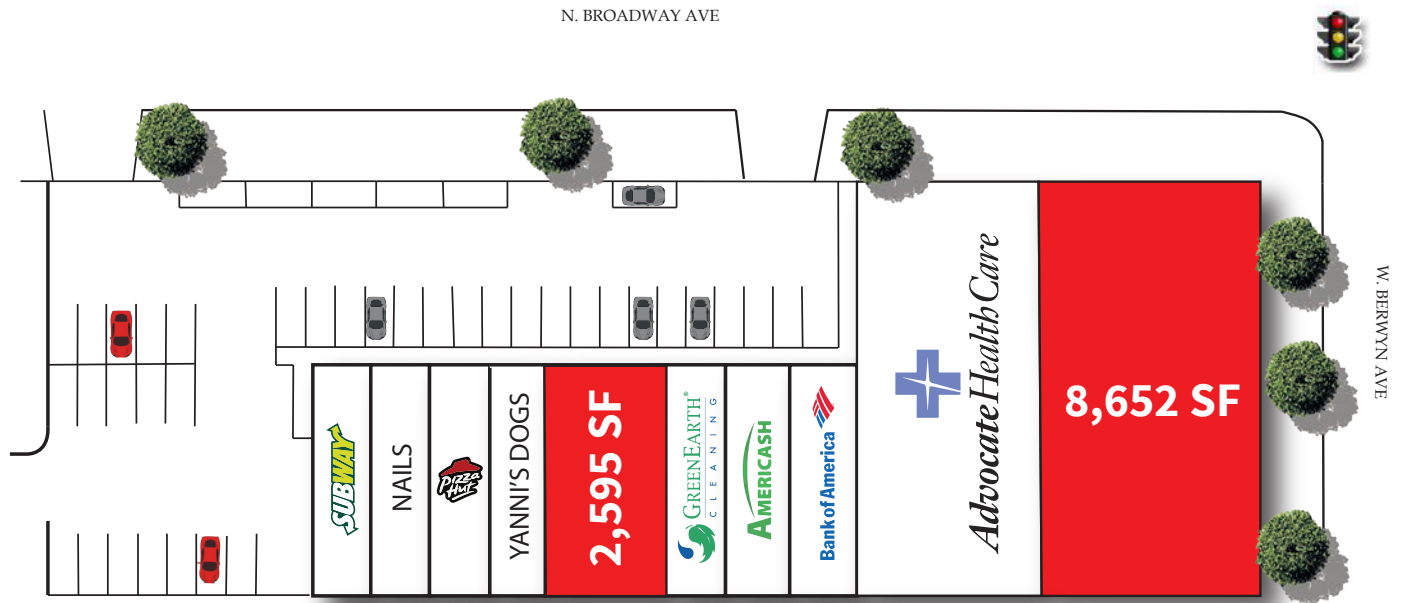 N. BROADWAY AVE
W. BERWYN AVE
SUBWAY
NAILS
Pizza
Hut
YANNI'S DOGS
2,595 SF
GREENEARTH®
CLEANING
AMERICASH
Bank of America
Advocate Health Care
8,652 SF